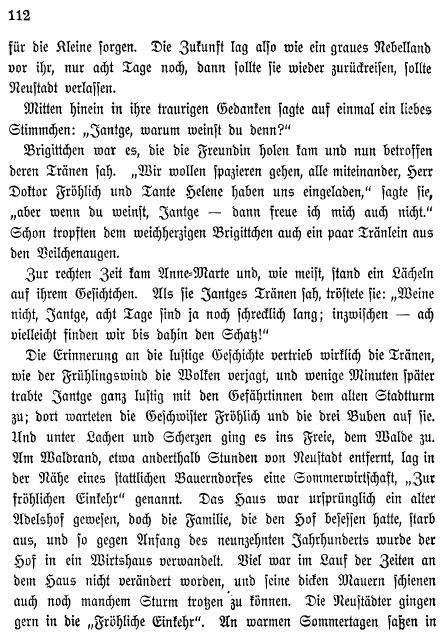 112
für die Kleine sorgen. Die Zukunft lag also wie ein graues Nebelland
vor ihr, nur acht Tage noch, dann sollte sie wieder zurückreisen, sollte
Neustadt verlassen.
Mitten hinein in ihre traurigen Gedanken sagte auf einmal ein liebes
Stimmchen: „Jantge, warum weinst du denn?“
Brigittchen war es, die die Freundin holen kam und nun betroffen
deren Tränen sah. „Wir wollen spazieren gehen, alle miteinander, Herr
Doktor Fröhlich und Tante Helene haben uns eingeladen,“ sagte sie,
„aber wenn du weinst, Jantge — dann freue ich mich auch nicht.“
Schon tropften dem weichherzigen Brigittchen auch ein paar Tränlein aus
den Veilchenaugen.
Zur rechten Zeit kam Anne-Marte und, wie meist, stand ein Lächeln
auf ihrem Gesichtchen. Als sie Jantges Tränen sah, tröstete sie: „Weine
nicht, Jantge, acht Tage sind ja noch schrecklich lang; inzwischen — ach
vielleicht finden wir bis dahin den Schatz!“
Die Erinnerung an die lustige Geschichte vertrieb wirklich die Tränen,
wie der Frühlingswind die Wolken verjagt, und wenige Minuten später
trabte Jantge ganz lustig mit den Gefährtinnen dem alten Stadtturm
zu; dort warteten die Geschwister Fröhlich und die drei Buben auf sie.
Und unter Lachen und Scherzen ging es ins Freie, dem Walde zu.
Am Waldrand, etwa anderthalb Stunden von Neustadt entfernt, lag in
der Nähe eines stattlichen Bauerndorfes eine Sommerwirtschaft, „Zur
fröhlichen Einkehr“ genannt. Das Haus war ursprünglich ein alter
Adelshof gewesen, doch die Familie, die den Hof besessen hatte, starb
aus, und so gegen Anfang des neunzehnten Jahrhunderts wurde der
Hof in ein Wirtshaus verwandelt. Viel war im Lauf der Zeiten an
dem Haus nicht verändert worden, und seine dicken Mauern schienen
auch noch manchem Sturm trotzen zu können. Die Neustädter gingen
gern in die „Fröhliche Einkehr“. An warmen Sommertagen saßen in